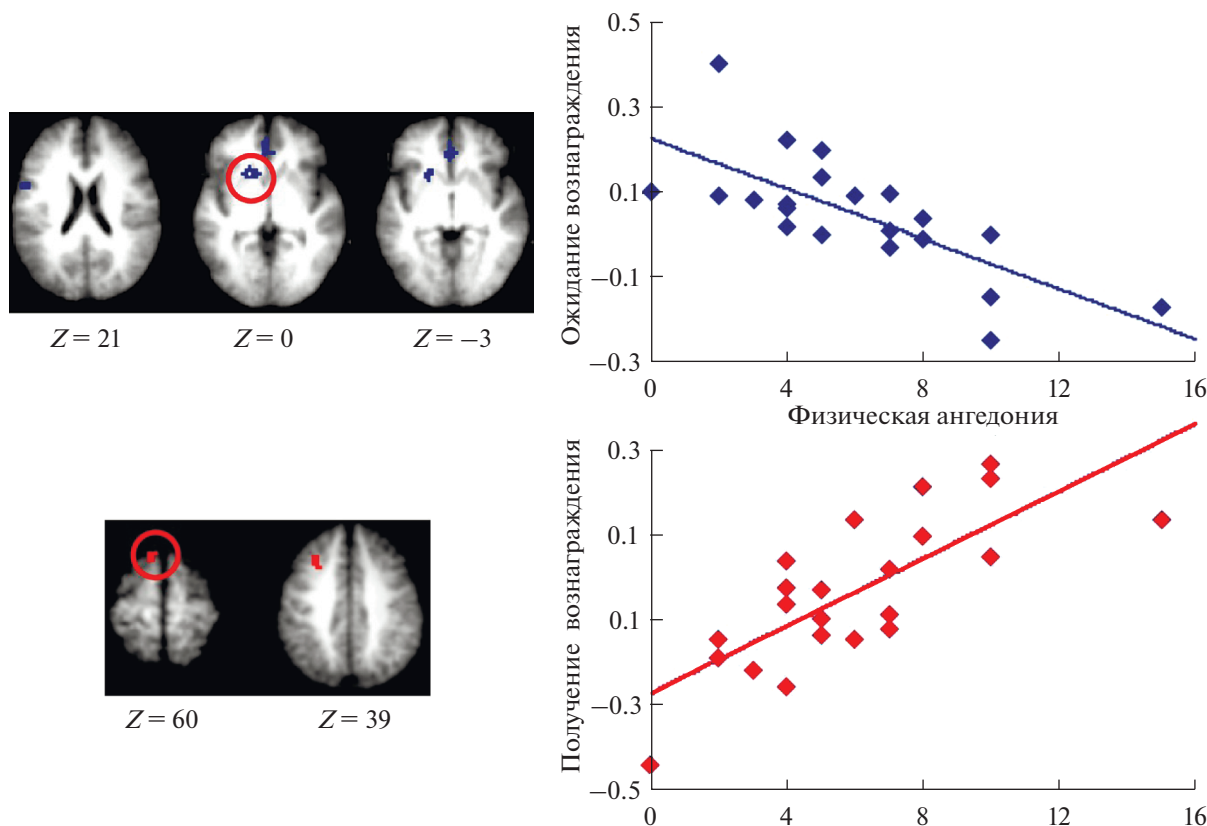 Z = 21
Z = 0
Z = −3
Ожидание вознаграждения
0.5
0.3
0.1
−0.1
−0.3
0
4
8
12
16
Физическая ангедония
Z = 60
Z = 39
Получение вознаграждения
0.3
0.1
0.1
−0.3
−0.5
0
4
8
12
16